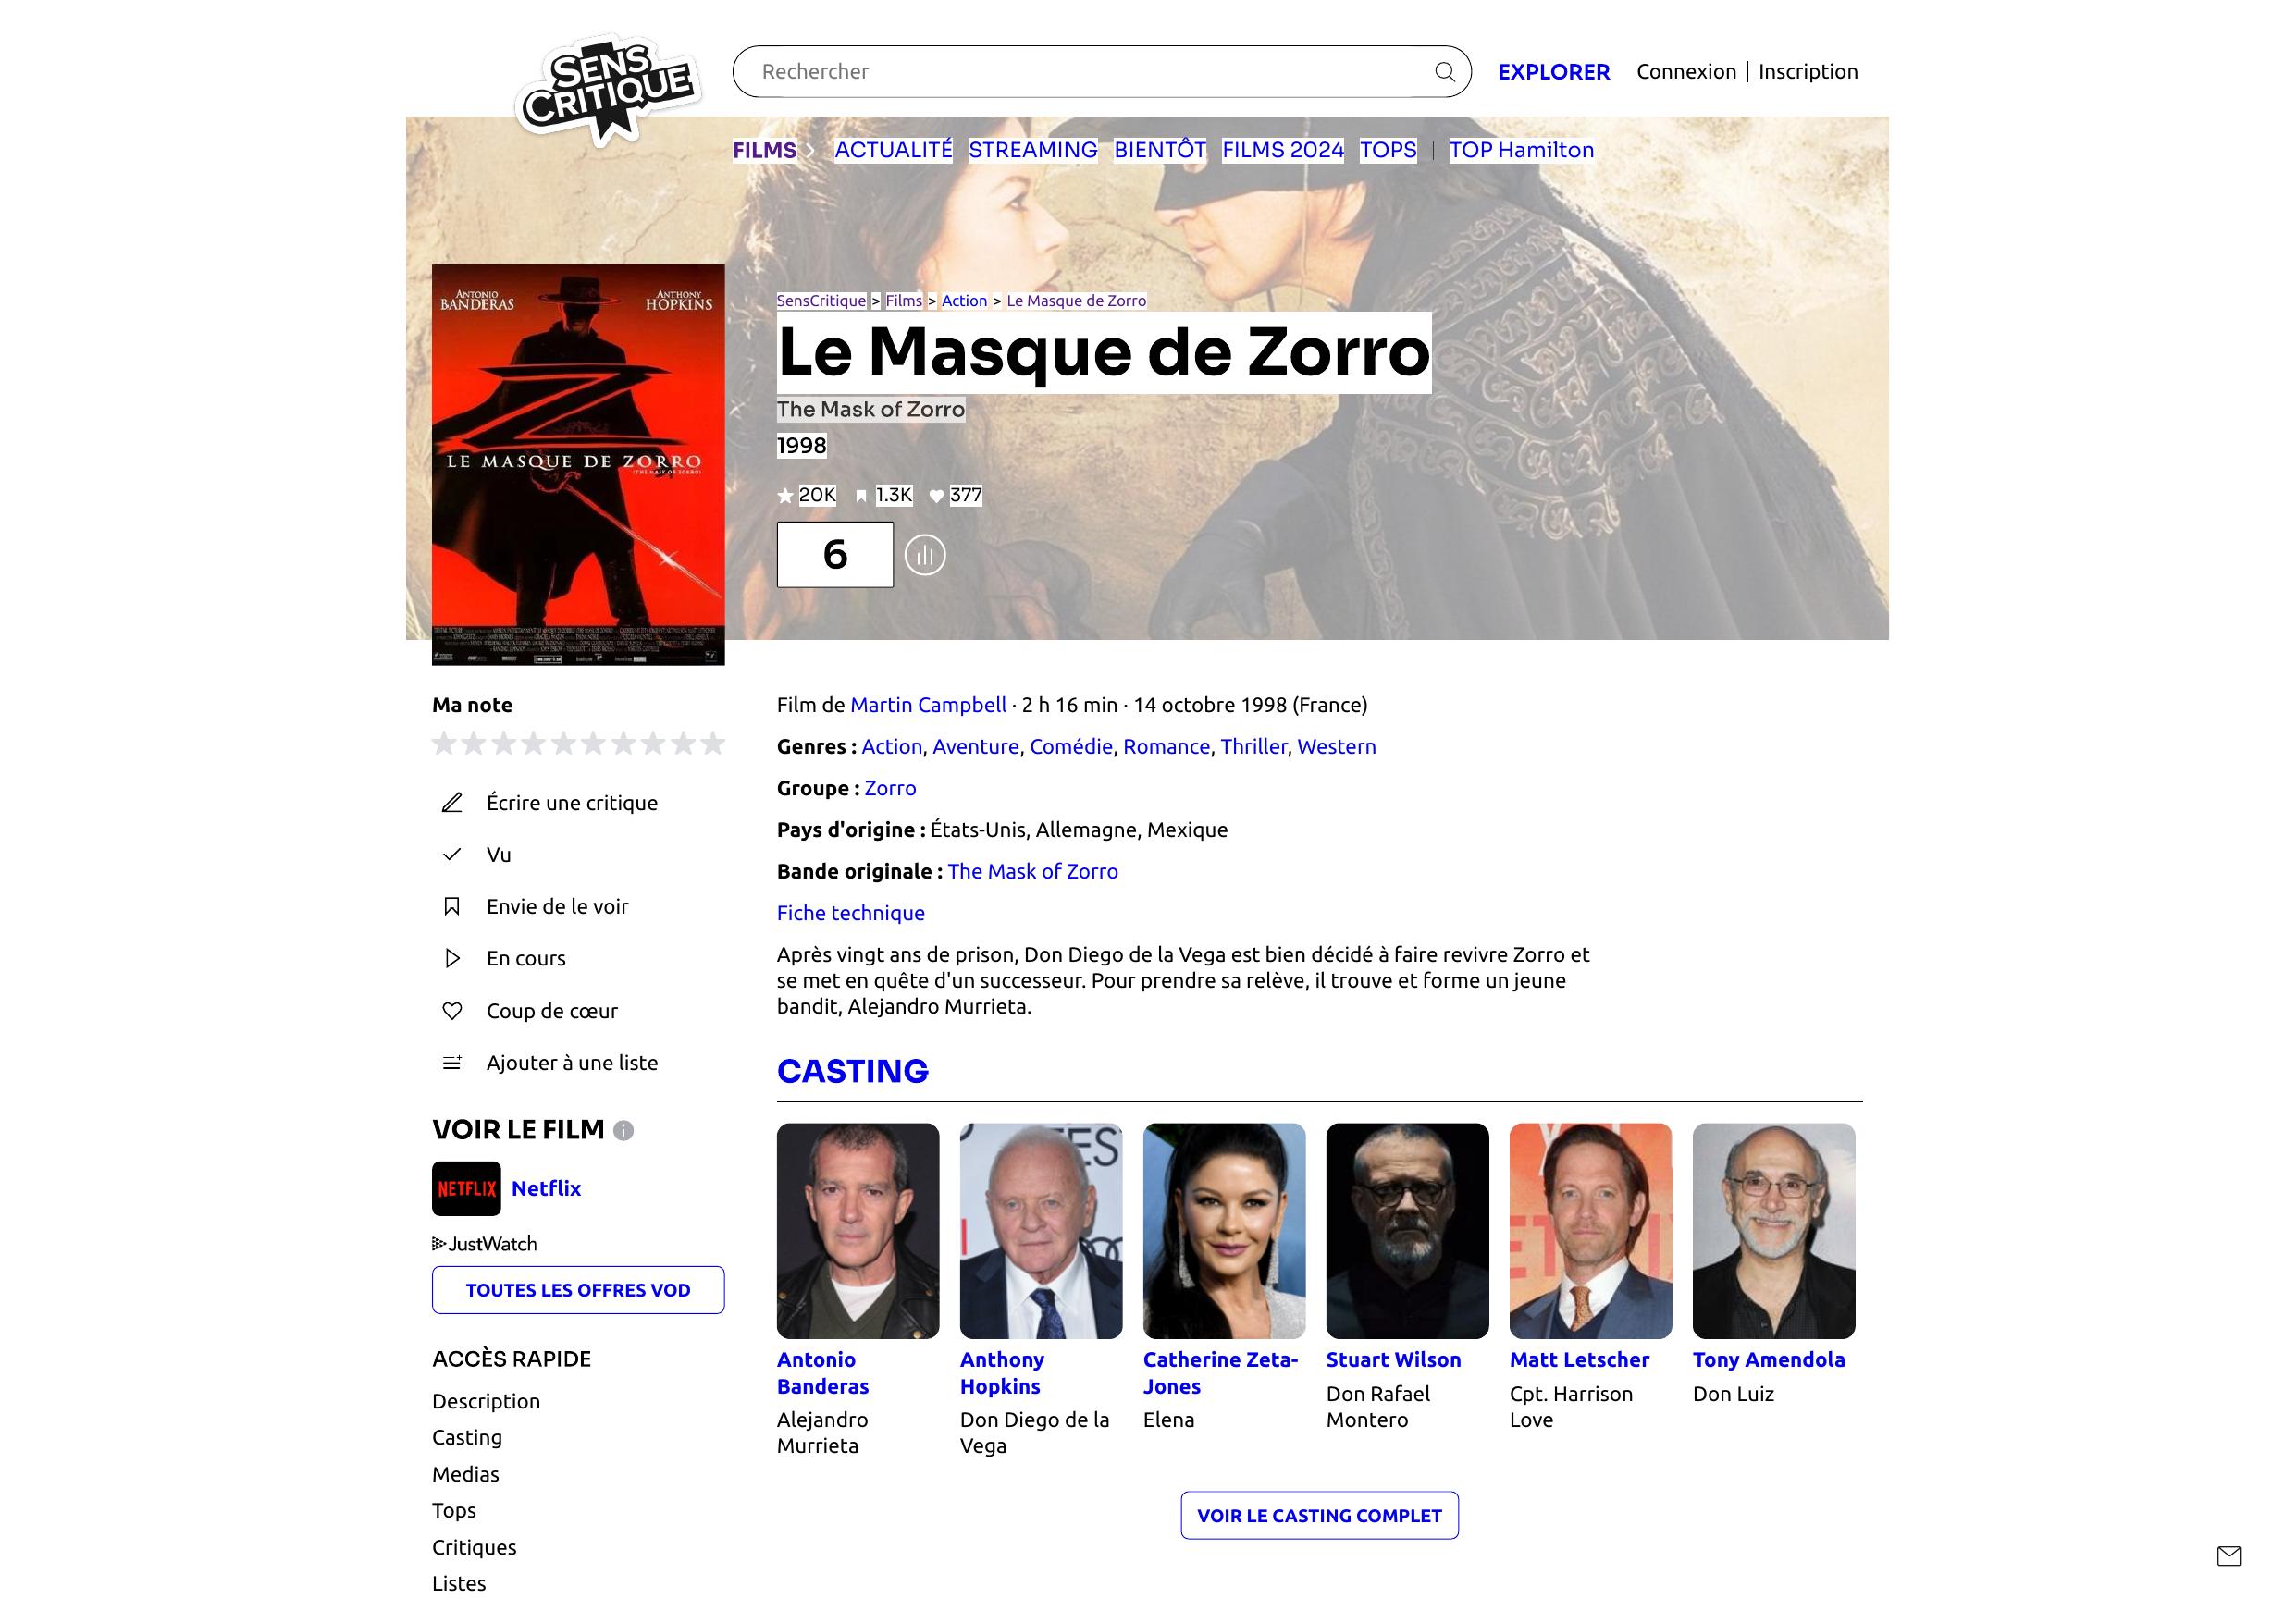 SENS
CRITIQUE
Rechercher
EXPLORER
Connexion | Inscription
FILMS
ACTUALITÉ STREAMING BIENTÔT FILMS 2024 TOPS | TOP Hamilton
ANTONIO
BANDERAS
ANTHONY
HOPKINS
LE MASQUE DE ZORRO
(THE MASK OF ZORRO)
SensCritique > Films > Action > Le Masque de Zorro
Le Masque de Zorro
The Mask of Zorro
1998
20K 1.3K 377
6
Ma note
Écrire une critique
Vu
Envie de le voir
En cours
Coup de cœur
Ajouter à une liste
VOIR LE FILM
NETFLIX Netflix
JustWatch
TOUTES LES OFFRES VOD
ACCÈS RAPIDE
Description
Casting
Medias
Tops
Critiques
Listes
Film de Martin Campbell · 2 h 16 min · 14 octobre 1998 (France)
Genres : Action, Aventure, Comédie, Romance, Thriller, Western
Groupe : Zorro
Pays d'origine : États-Unis, Allemagne, Mexique
Bande originale : The Mask of Zorro
Fiche technique
Après vingt ans de prison, Don Diego de la Vega est bien décidé à faire revivre Zorro et
se met en quête d'un successeur. Pour prendre sa relève, il trouve et forme un jeune
bandit, Alejandro Murrieta.
CASTING
Antonio
Banderas
Alejandro
Murrieta
Anthony
Hopkins
Don Diego de la
Vega
Catherine Zeta-
Jones
Elena
Stuart Wilson
Don Rafael
Montero
Matt Letscher
Cpt. Harrison
Love
Tony Amendola
Don Luiz
VOIR LE CASTING COMPLET